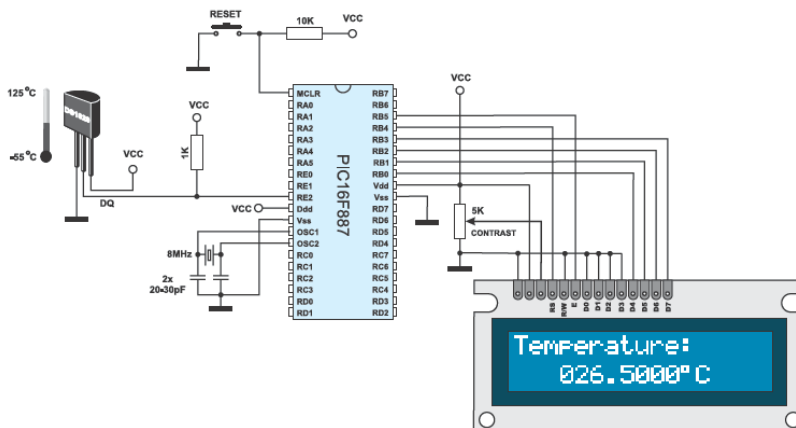 RESET
10K
VCC
125°C
-55°C
DS1820
VCC
DQ
VCC
1K
VCC
8MHz
2x
20-30pF
MCLR
RA0
RA1
RA2
RA3
RA4
RA5
RE0
RE1
RE2
Ddd
Vss
OSC1
OSC2
RC0
RC1
RC2
RC3
RD0
RD1
PIC16F887
RB7
RB6
RB5
RB4
RB3
RB2
RB1
RB0
Vdd
Vss
RD7
RD6
RD5
RD4
RC7
RC6
RC5
RC4
RD3
RD2
VCC
5K
CONTRAST
RS
R/W
E
D0
D1
D2
D3
D4
D5
D6
D7
Temperature:
026.5000°C